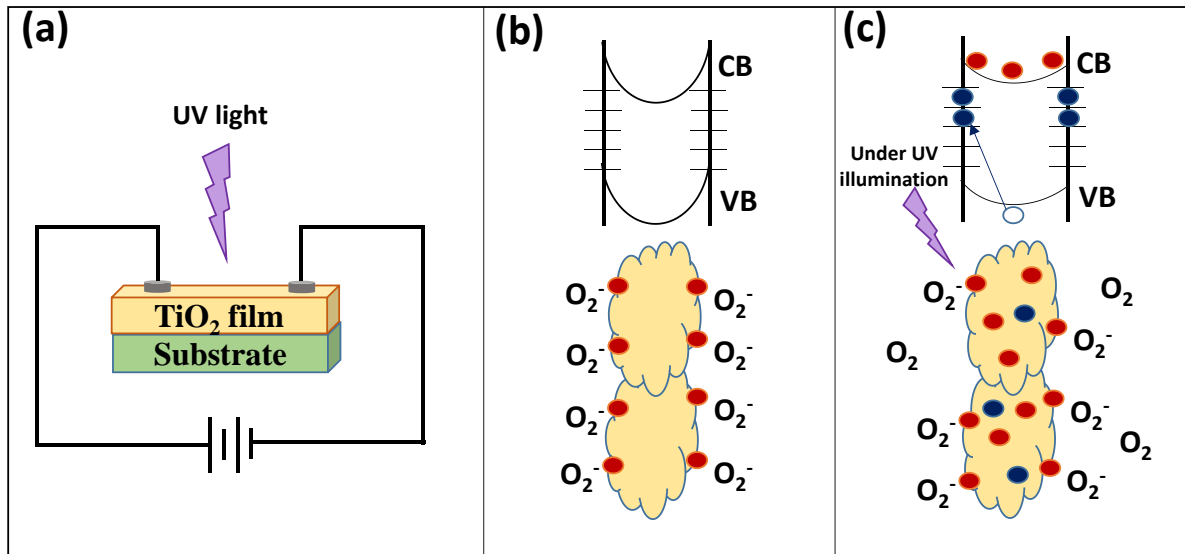 (a)
UV light
TiO₂ film
Substrate
(b)
CB
VB
O₂⁻ O₂⁻
O₂⁻ O₂⁻
O₂⁻ O₂⁻
O₂⁻ O₂⁻
(c)
CB
Under UV
illumination
VB
O₂⁻ O₂
O₂⁻
O₂
O₂⁻
O₂⁻ O₂
O₂⁻ O₂⁻